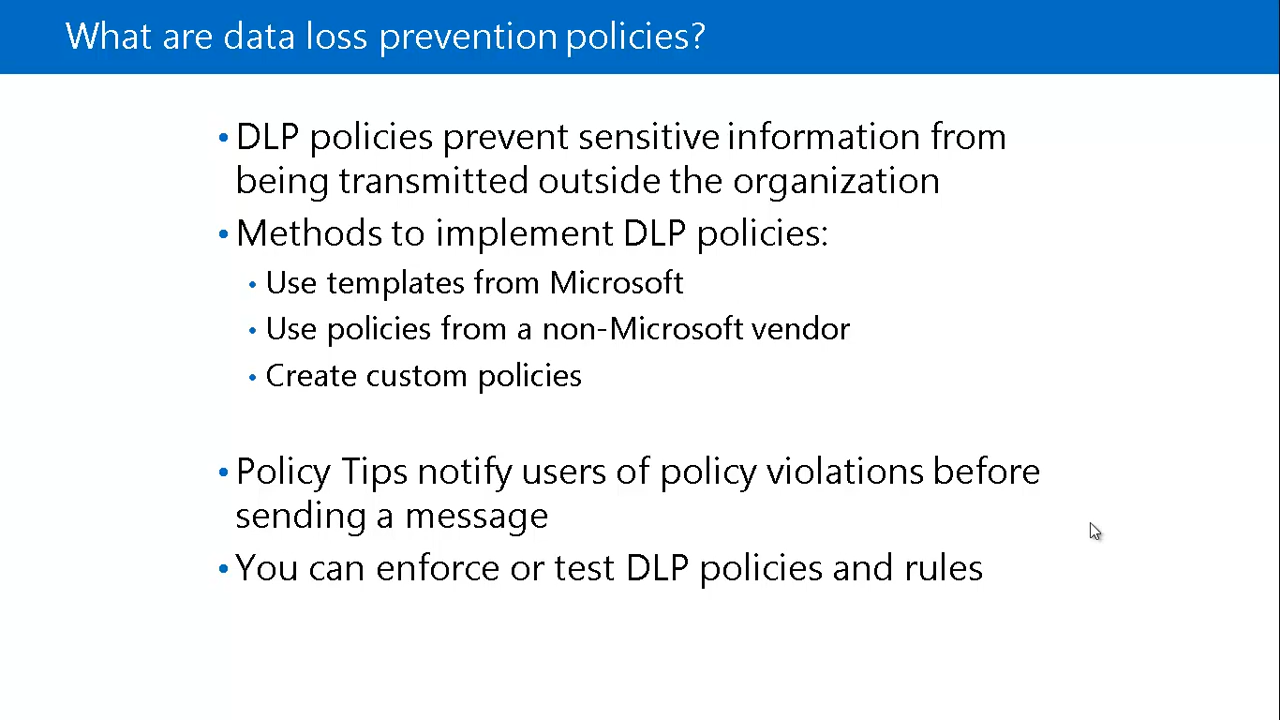 What are data loss prevention policies?
• DLP policies prevent sensitive information from
being transmitted outside the organization
• Methods to implement DLP policies:
• Use templates from Microsoft
• Use policies from a non-Microsoft vendor
• Create custom policies
• Policy Tips notify users of policy violations before
sending a message
• You can enforce or test DLP policies and rules